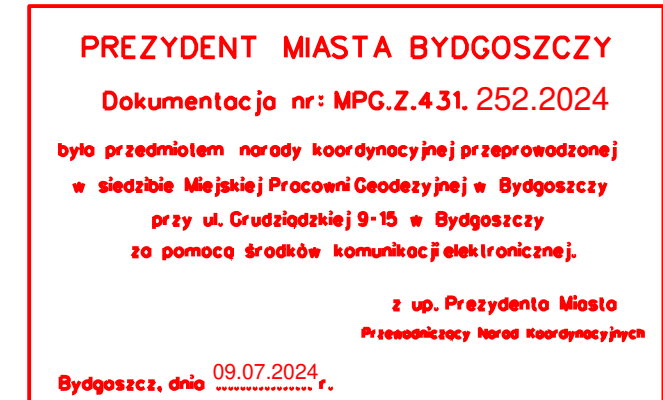 PREZYDENT MIASTA BYDGOSZCZY
Dokumentacja nr: MPG.Z.431. 252.2024
była przedmiotem narady koordynacyjnej przeprowadzonej
w siedzibie Miejskiej Pracowni Geodezyjnej w Bydgoszczy
przy ul. Grudziądzkiej 9-15 w Bydgoszczy
za pomocą środków komunikacji elektronicznej.
z up. Prezydenta Miasta
Przewodniczący Narad Koordynacyjnych
Bydgoszcz, dnia 09.07.2024 r.